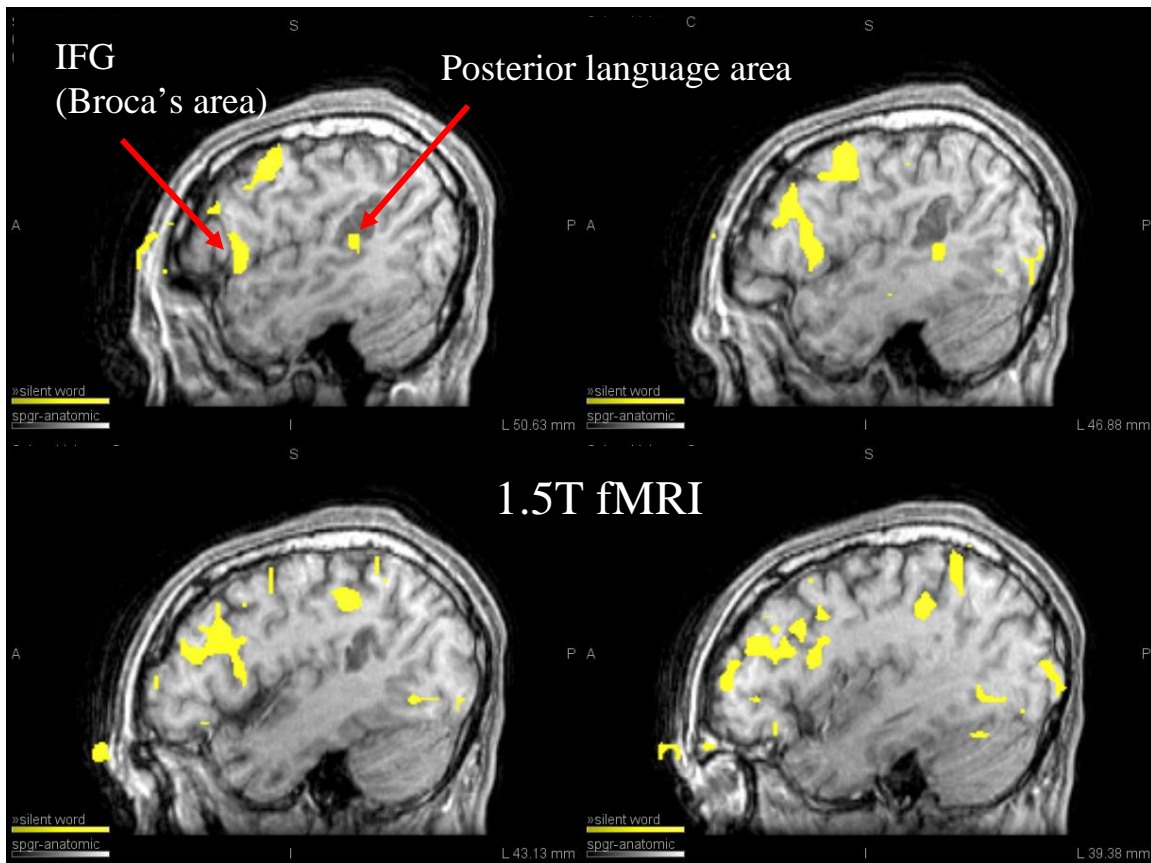 S
IFG
(Broca's area)
Posterior language area
A
P
»silent word
spgr-anatomic
I
L 50.63 mm
C
S
A
P
»silent word
spgr-anatomic
I
L 46.88 mm
1.5T fMRI
S
A
P
»silent word
spgr-anatomic
I
L 43.13 mm
S
A
P
»silent word
spgr-anatomic
I
L 39.38 mm